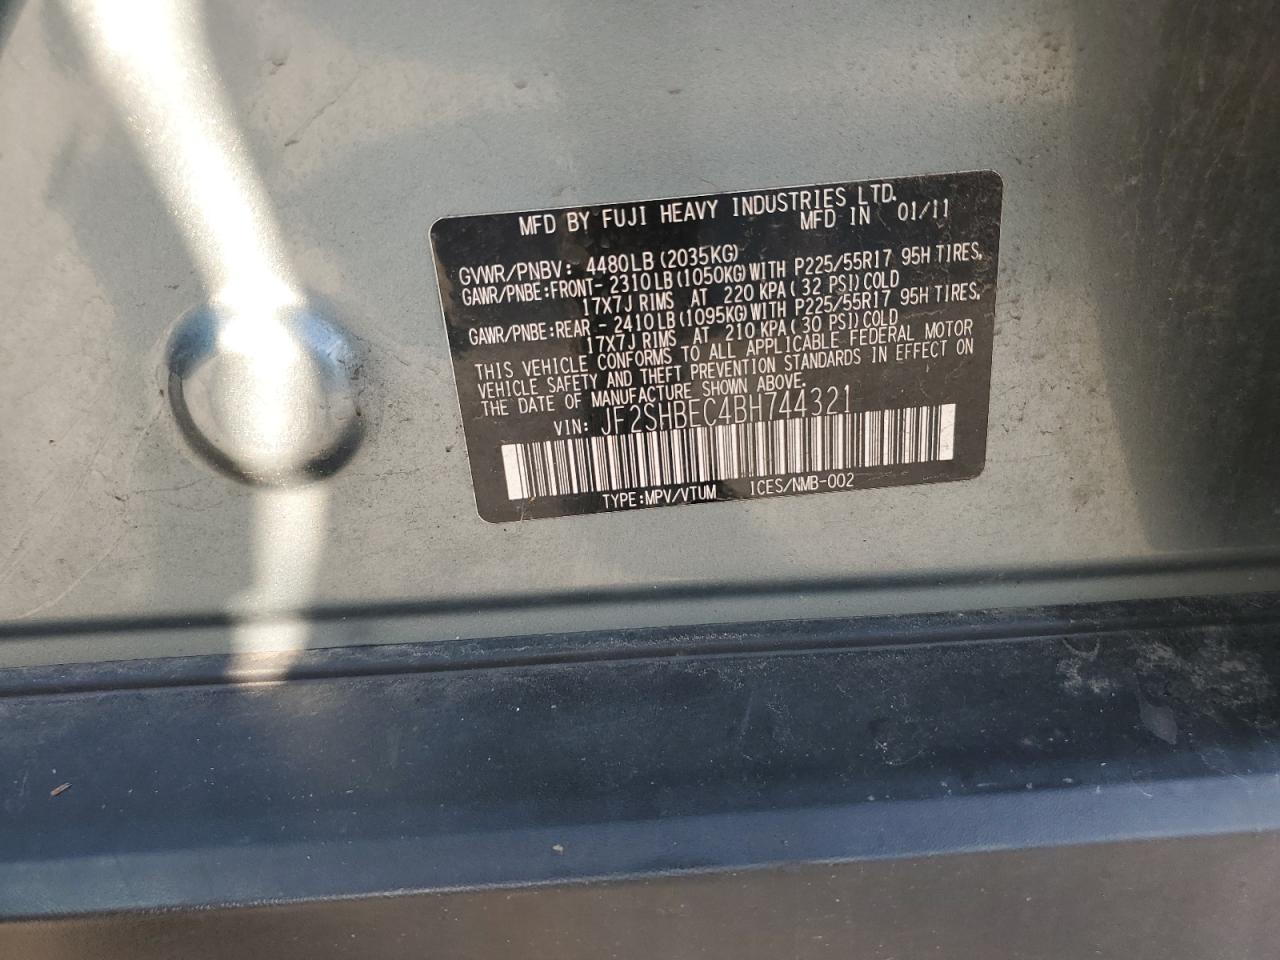 MFD BY FUJI HEAVY INDUSTRIES LTD.
MFD IN 01/11
GVWR/PNBV: 4480LB(2035KG)
GAWR/PNBE:FRONT- 2310LB(1050KG)WITH P225/55R17 95H TIRES,
17X7J RIMS AT 220 KPA(32 PSI)COLD
GAWR/PNBE:REAR - 2410LB(1095KG)WITH P225/55R17 95H TIRES,
17X7J RIMS AT 210 KPA(30 PSI)COLD
THIS VEHICLE CONFORMS TO ALL APPLICABLE FEDERAL MOTOR
VEHICLE SAFETY AND THEFT PREVENTION STANDARDS IN EFFECT ON
THE DATE OF MANUFACTURE SHOWN ABOVE.
VIN: JF2SHBEC4BH744321
TYPE:MPV/VTUM ICES/NMB-002